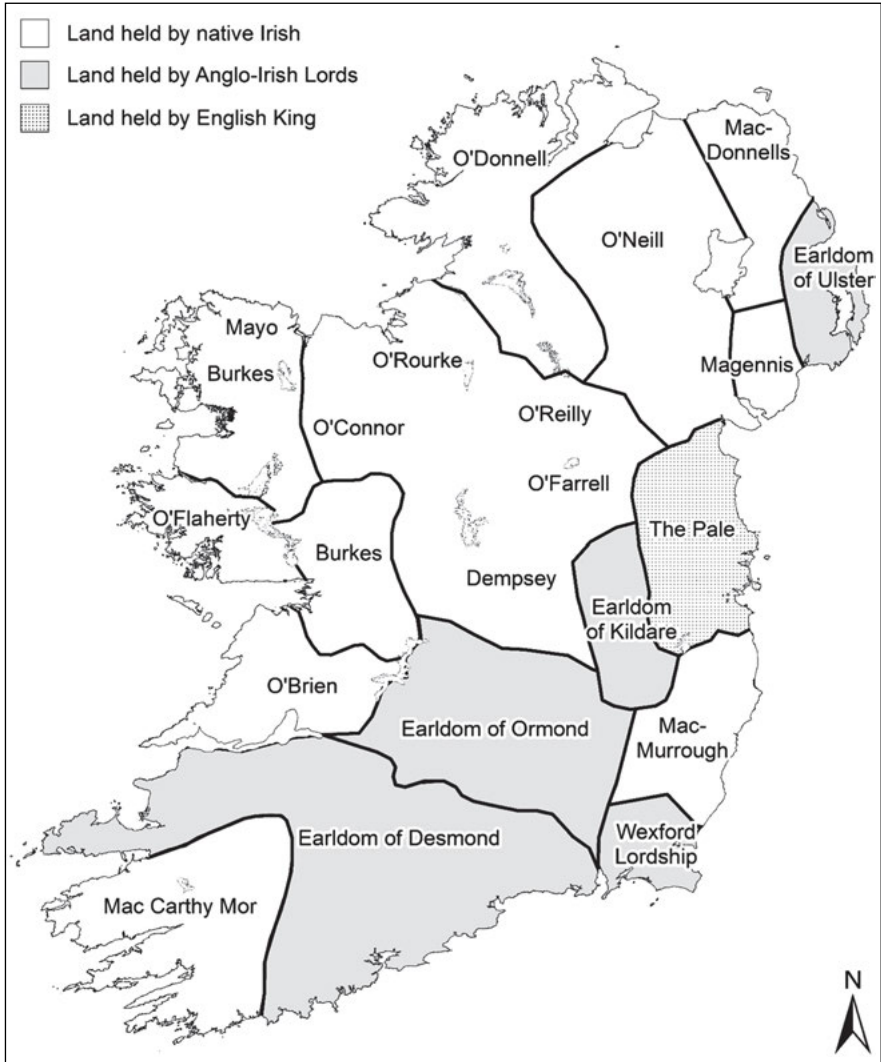 Land held by native Irish
Land held by Anglo-Irish Lords
Land held by English King
O'Donnell
Mac-
Donnells
O'Neill
Earldom
of Ulster
Mayo
Burkes
O'Rourke
Magennis
O'Connor
O'Reilly
O'Farrell
O'Flaherty
Burkes
The Pale
Dempsey
Earldom
of Kildare
O'Brien
Earldom of Ormond
Mac-
Murrough
Earldom of Desmond
Wexford
Lordship
Mac Carthy Mor
N